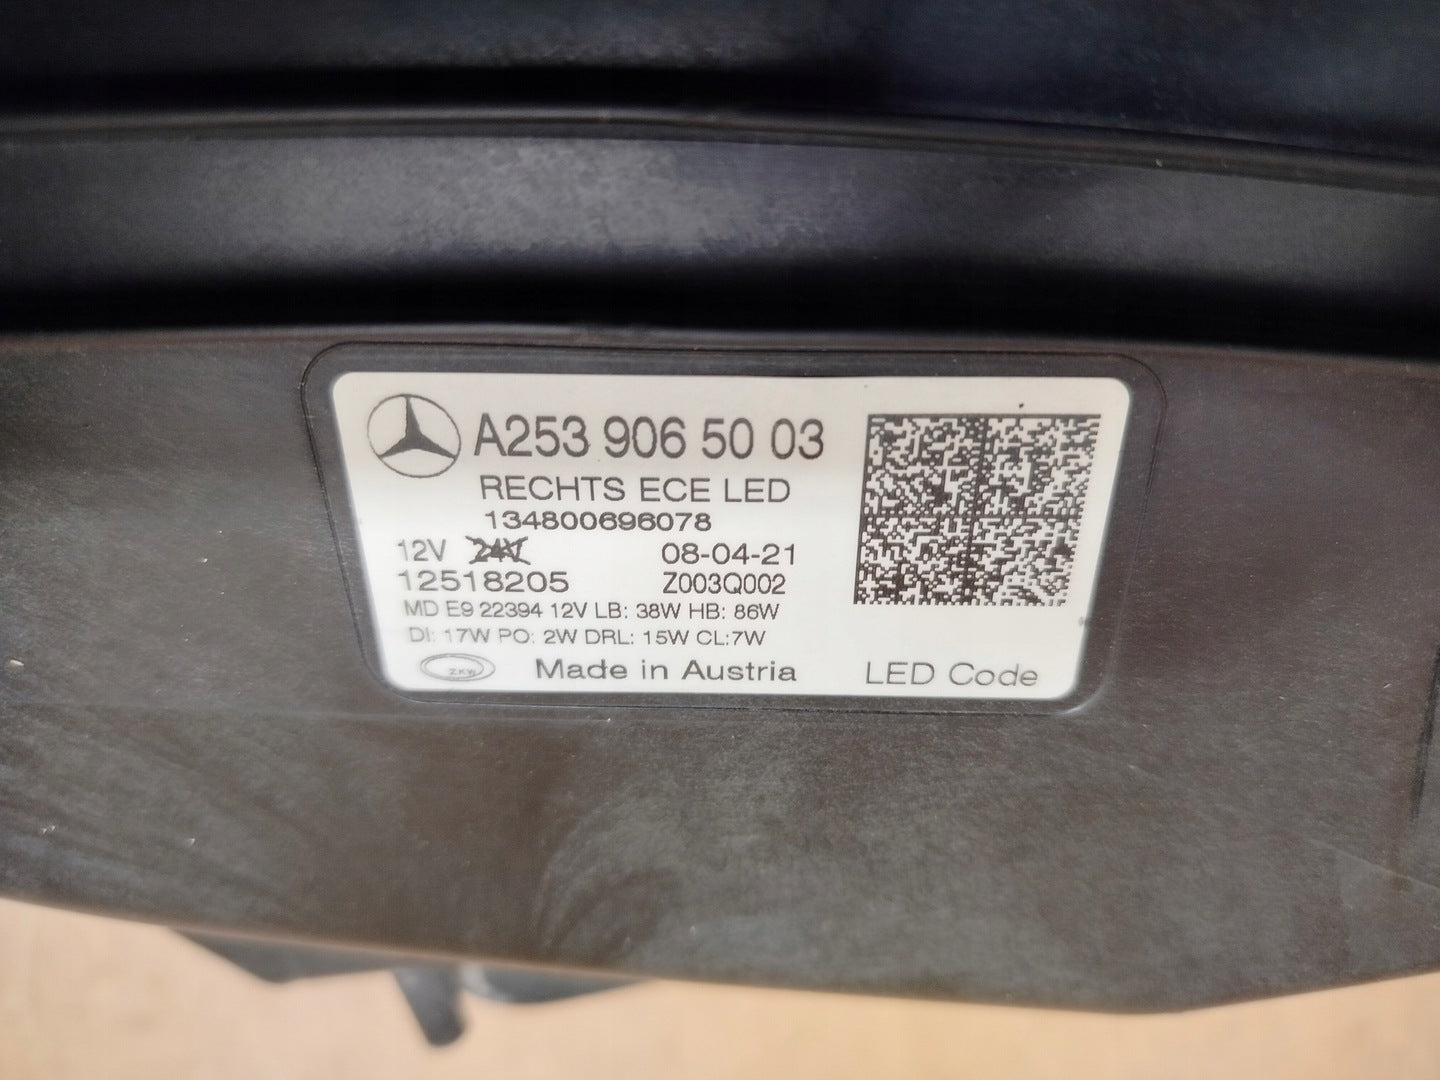 A253 906 50 03
RECHTS ECE LED
134800696078
12V 24V 08-04-21
12518205 Z003Q002
MD E9 22394 12V LB: 38W HB: 86W
DI: 17W PO: 2W DRL: 15W CL:7W
ZKW Made in Austria LED Code